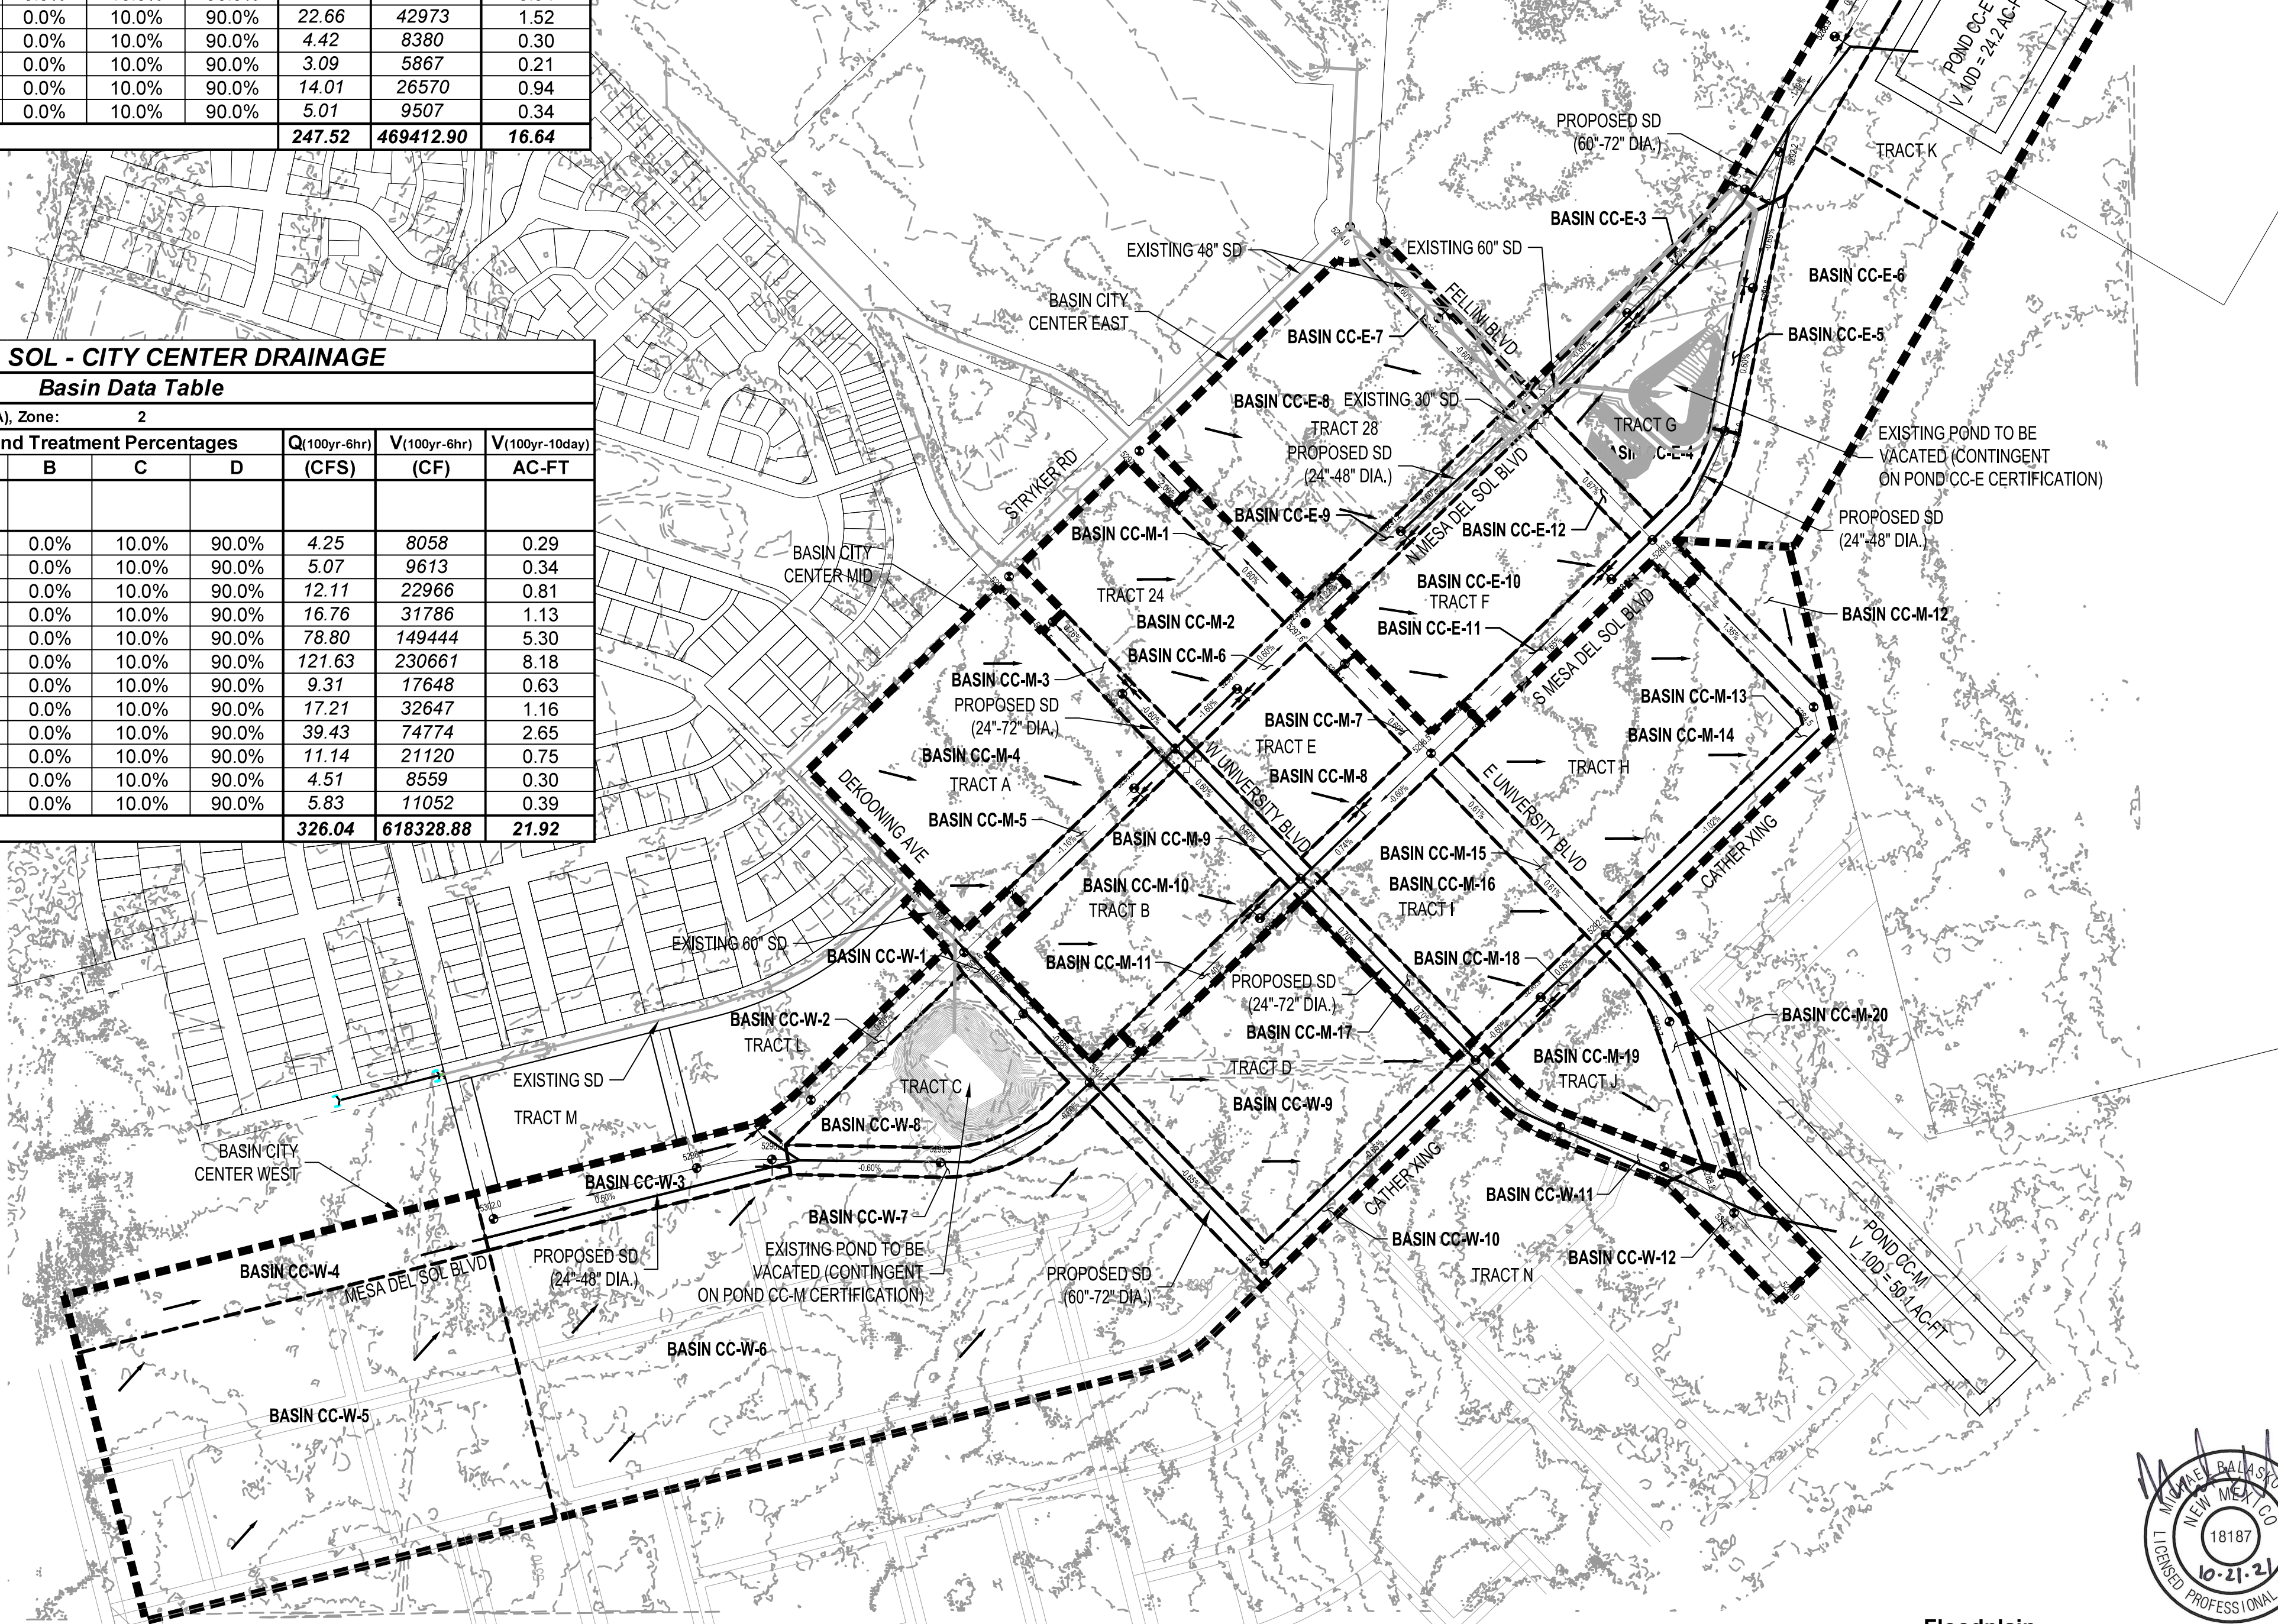 0.0% 10.0% 90.0% 22.66 42973 1.52
0.0% 10.0% 90.0% 4.42 8380 0.30
0.0% 10.0% 90.0% 3.09 5867 0.21
0.0% 10.0% 90.0% 14.01 26570 0.94
0.0% 10.0% 90.0% 5.01 9507 0.34
247.52 469412.90 16.64
SOL - CITY CENTER DRAINAGE
Basin Data Table
Zone: 2
Treatment Percentages Q(100yr-6hr) V(100yr-6hr) V(100yr-10day)
B C D (CFS) (CF) AC-FT
0.0% 10.0% 90.0% 4.25 8058 0.29
0.0% 10.0% 90.0% 5.07 9613 0.34
0.0% 10.0% 90.0% 12.11 22966 0.81
0.0% 10.0% 90.0% 16.76 31786 1.13
0.0% 10.0% 90.0% 78.80 149444 5.30
0.0% 10.0% 90.0% 121.63 230661 8.18
0.0% 10.0% 90.0% 9.31 17648 0.63
0.0% 10.0% 90.0% 17.21 32647 1.16
0.0% 10.0% 90.0% 39.43 74774 2.65
0.0% 10.0% 90.0% 11.14 21120 0.75
0.0% 10.0% 90.0% 4.51 8559 0.30
0.0% 10.0% 90.0% 5.83 11052 0.39
326.04 618328.88 21.92
POND CC-E
V_10D = 24.2 AC-F
PROPOSED SD
(60"-72" DIA.)
TRACT K
BASIN CC-E-3
EXISTING 48" SD
EXISTING 60" SD
BASIN CC-E-6
BASIN CITY
CENTER EAST
FELLINI BLVD
BASIN CC-E-7
BASIN CC-E-5
BASIN CC-E-8
EXISTING 30" SD
TRACT 28
PROPOSED SD
(24"-48" DIA.)
TRACT G
CC-E-4
EXISTING POND TO BE
VACATED (CONTINGENT
ON POND CC-E CERTIFICATION)
STRYKER RD
N MESA DEL SOL BLVD
BASIN CC-E-9
BASIN CC-E-12
PROPOSED SD
(24"-48" DIA.)
BASIN CC-M-1
BASIN CITY
CENTER MID
BASIN CC-E-10
TRACT F
TRACT 24
BASIN CC-M-2
BASIN CC-E-11
S MESA DEL SOL BLVD
BASIN CC-M-12
BASIN CC-M-6
BASIN CC-M-3
PROPOSED SD
(24"-72" DIA.)
BASIN CC-M-13
BASIN CC-M-7
TRACT E
BASIN CC-M-14
BASIN CC-M-4
TRACT A
W UNIVERSITY BLVD
BASIN CC-M-8
TRACT H
E UNIVERSITY BLVD
DEKOONING AVE
BASIN CC-M-5
BASIN CC-M-9
CATHER XING
BASIN CC-M-15
BASIN CC-M-10
TRACT B
BASIN CC-M-16
TRACT I
EXISTING 60" SD
BASIN CC-W-1
BASIN CC-M-11
BASIN CC-M-18
PROPOSED SD
(24"-72" DIA.)
BASIN CC-W-2
TRACT L
BASIN CC-M-17
BASIN CC-M-20
BASIN CC-M-19
TRACT J
TRACT D
EXISTING SD
TRACT C
TRACT M
BASIN CC-W-8
BASIN CC-W-9
BASIN CITY
CENTER WEST
CATHER XING
BASIN CC-W-3
5302.0
0.60%
-0.60%
BASIN CC-W-11
BASIN CC-W-7
BASIN CC-W-10
EXISTING POND TO BE
VACATED (CONTINGENT
ON POND CC-M CERTIFICATION)
BASIN CC-W-12
PROPOSED SD
(24"-48" DIA.)
PROPOSED SD
(60"-72" DIA.)
TRACT N
BASIN CC-W-4
MESA DEL SOL BLVD
POND CC-M
V_10D = 50.1 AC-FT
BASIN CC-W-6
BASIN CC-W-5
NEW MEXICO
18187
10-21-21
LICENSED PROFESSIONAL